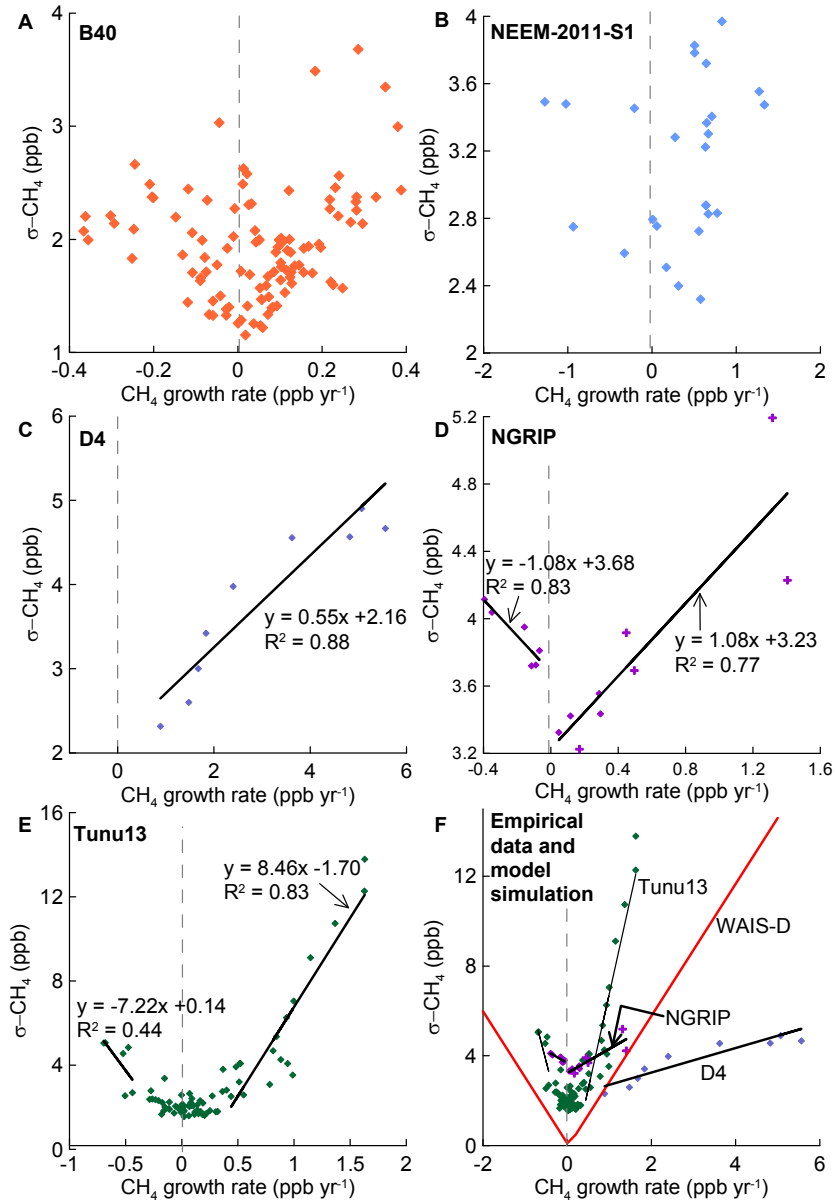 A
B40
4
3
2
1
σ−CH₄ (ppb)
-0.4
-0.2
0
0.2
0.4
CH₄ growth rate (ppb yr⁻¹)
B
NEEM-2011-S1
4
3.6
3.2
2.8
2.4
2
σ−CH₄ (ppb)
-2
-1
0
1
2
CH₄ growth rate (ppb yr⁻¹)
C
D4
6
5
4
3
2
σ−CH₄ (ppb)
y = 0.55x +2.16
R² = 0.88
0
2
4
6
CH₄ growth rate (ppb yr⁻¹)
D
NGRIP
5.2
4.8
4.4
4
3.6
3.2
σ−CH₄ (ppb)
y = -1.08x +3.68
R² = 0.83
y = 1.08x +3.23
R² = 0.77
-0.4
0
0.4
0.8
1.2
1.6
CH₄ growth rate (ppb yr⁻¹)
E
Tunu13
16
12
8
4
0
σ−CH₄ (ppb)
y = 8.46x -1.70
R² = 0.83
y = -7.22x +0.14
R² = 0.44
-1
-0.5
0
0.5
1
1.5
2
CH₄ growth rate (ppb yr⁻¹)
F
Empirical
data and
model
simulation
12
8
4
0
σ−CH₄ (ppb)
Tunu13
WAIS-D
NGRIP
D4
-2
0
2
4
6
CH₄ growth rate (ppb yr⁻¹)